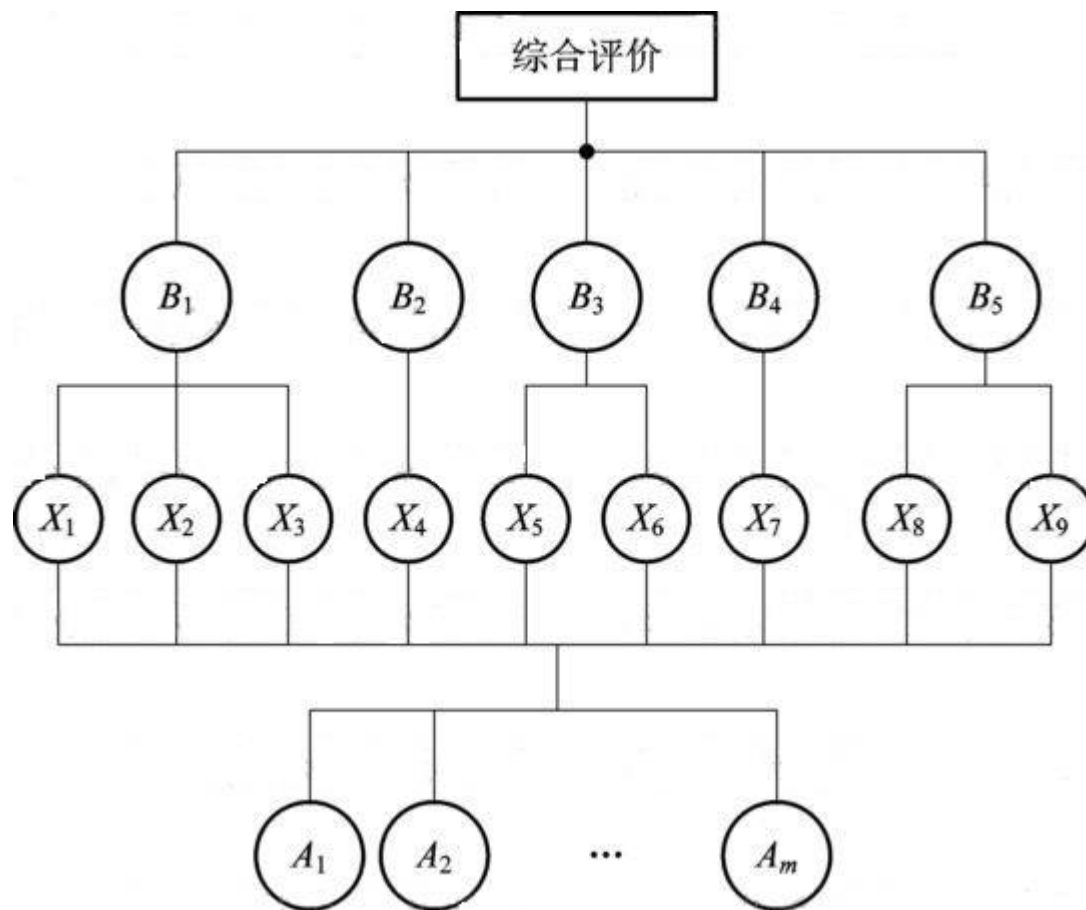 综合评价
B₁ B₂ B₃ B₄ B₅
X₁ X₂ X₃ X₄ X₅ X₆ X₇ X₈ X₉
A₁ A₂ … Aₘ